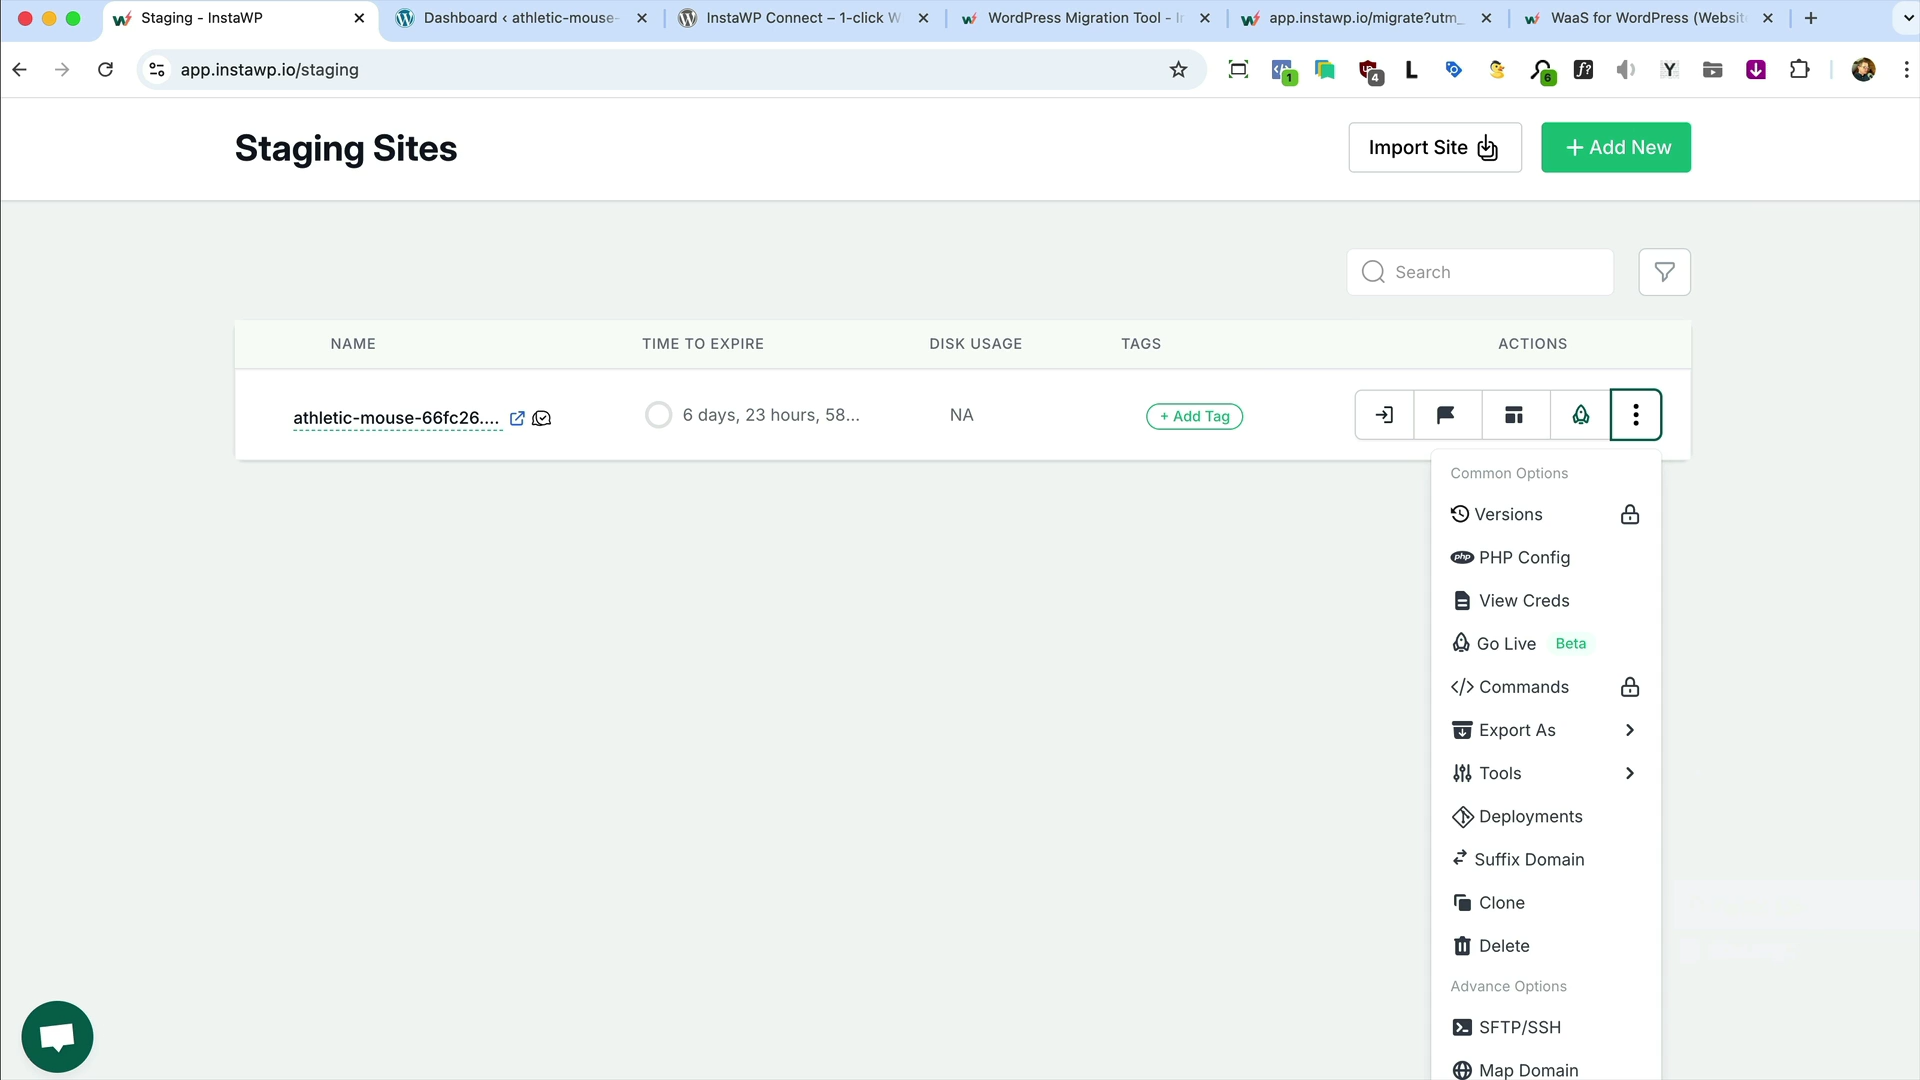 Staging - InstaWP
Dashboard ‹ athletic-mouse-
InstaWP Connect – 1-click W
WordPress Migration Tool - I
app.instawp.io/migrate?utm_
WaaS for WordPress (Websit
app.instawp.io/staging
1
4
L
6
f?
Y
Staging Sites
Import Site
+ Add New
Search
NAME
TIME TO EXPIRE
DISK USAGE
TAGS
ACTIONS
athletic-mouse-66fc26....
6 days, 23 hours, 58...
NA
+ Add Tag
Common Options
Versions
php PHP Config
View Creds
Go Live Beta
</> Commands
Export As
Tools
Deployments
Suffix Domain
Clone
Delete
Advance Options
SFTP/SSH
Map Domain